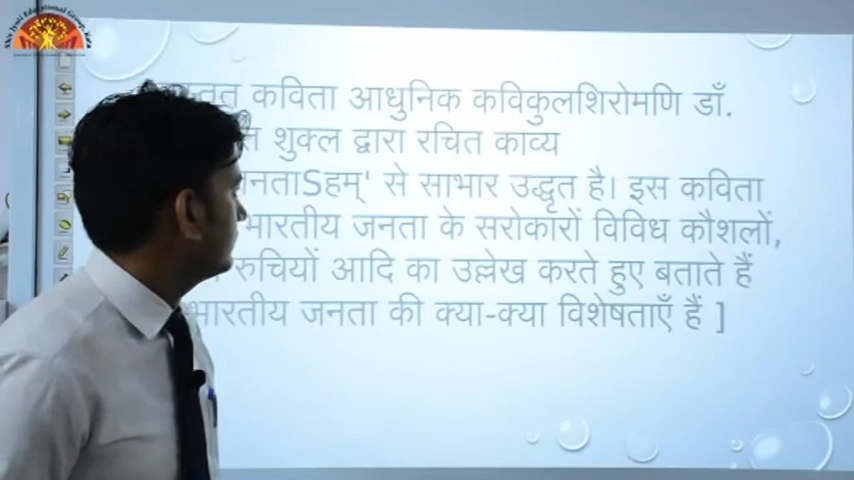 कविता आधुनिक कविकुलशिरोमणि डॉ.
शुक्ल द्वारा रचित काव्य
से साभार उद्धृत है। इस कविता
भारतीय जनता के सरोकारों विविध कौशलों,
रुचियों आदि का उल्लेख करते हुए बताते हैं
भारतीय जनता की क्या-क्या विशेषताएँ हैं ]